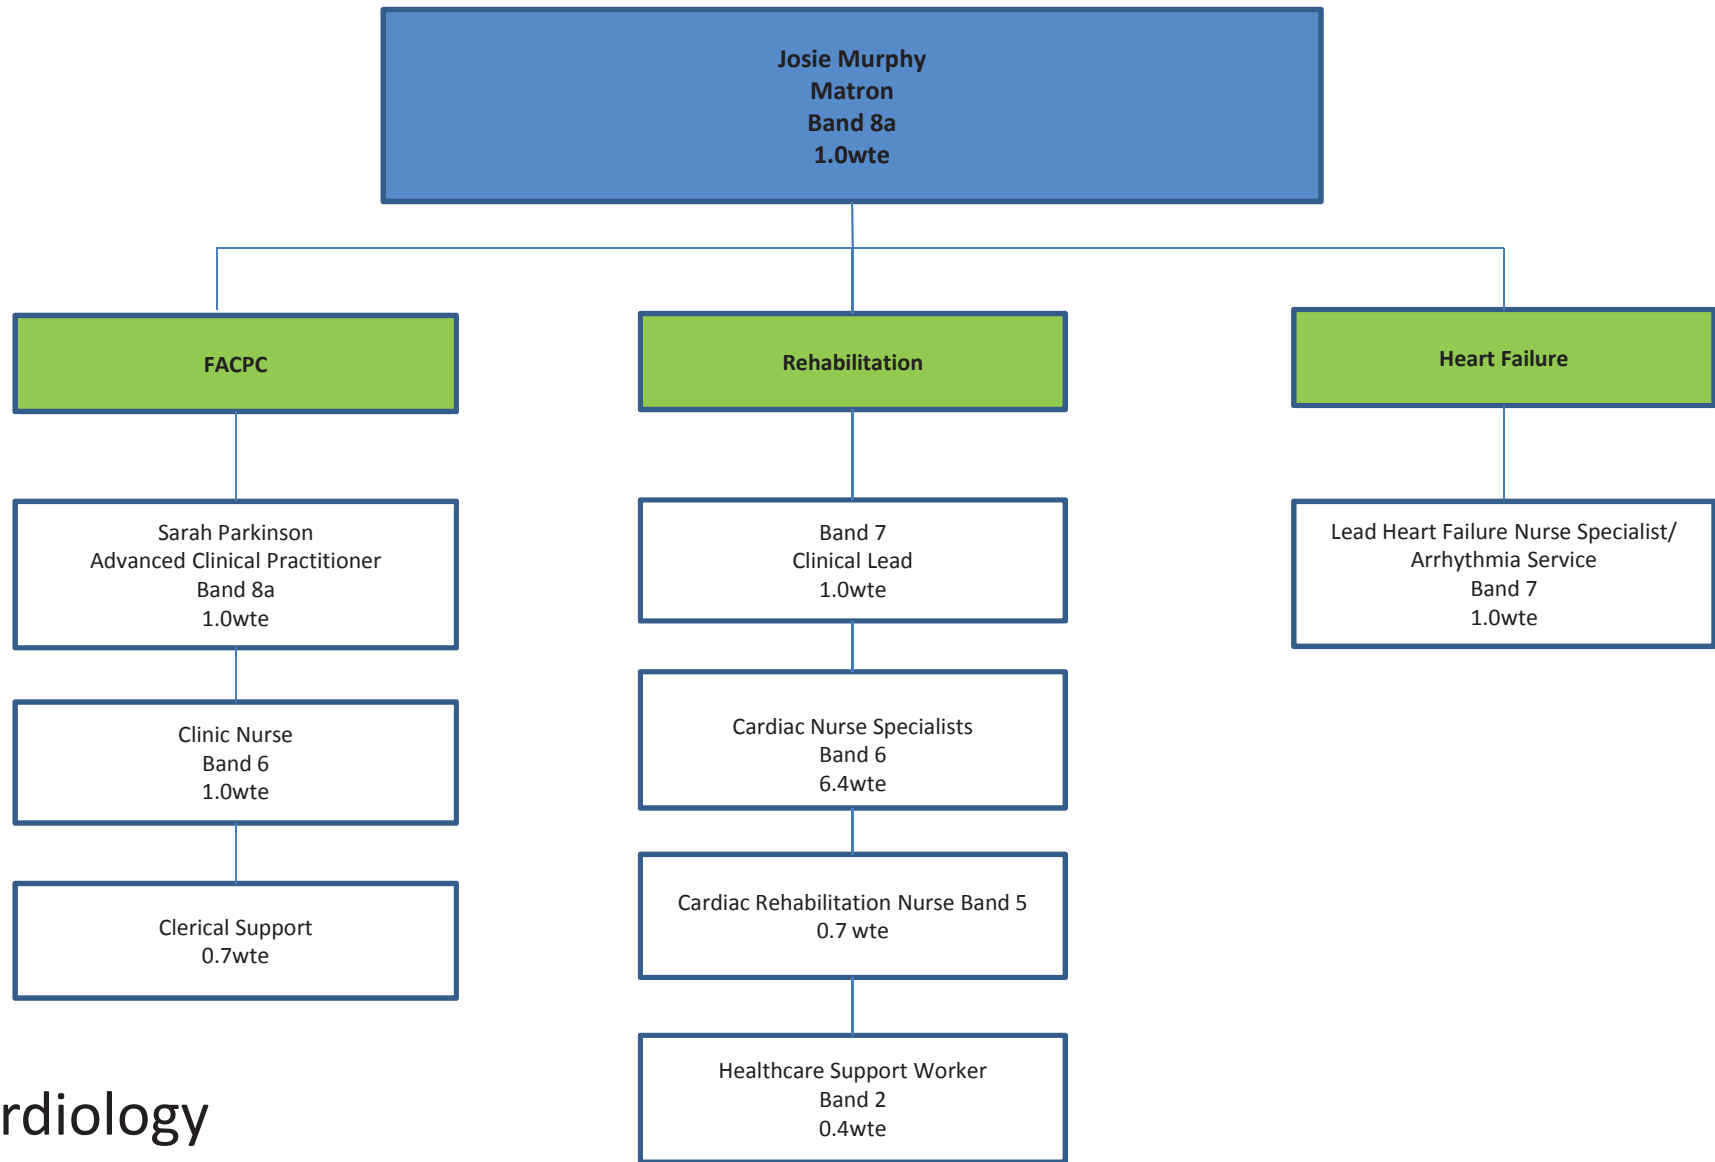 Josie Murphy
Matron
Band 8a
1.0wte
FACPC
Rehabilitation
Heart Failure
Sarah Parkinson
Advanced Clinical Practitioner
Band 8a
1.0wte
Band 7
Clinical Lead
1.0wte
Lead Heart Failure Nurse Specialist/
Arrhythmia Service
Band 7
1.0wte
Clinic Nurse
Band 6
1.0wte
Cardiac Nurse Specialists
Band 6
6.4wte
Clerical Support
0.7wte
Cardiac Rehabilitation Nurse Band 5
0.7 wte
Healthcare Support Worker
Band 2
0.4wte
rdiology